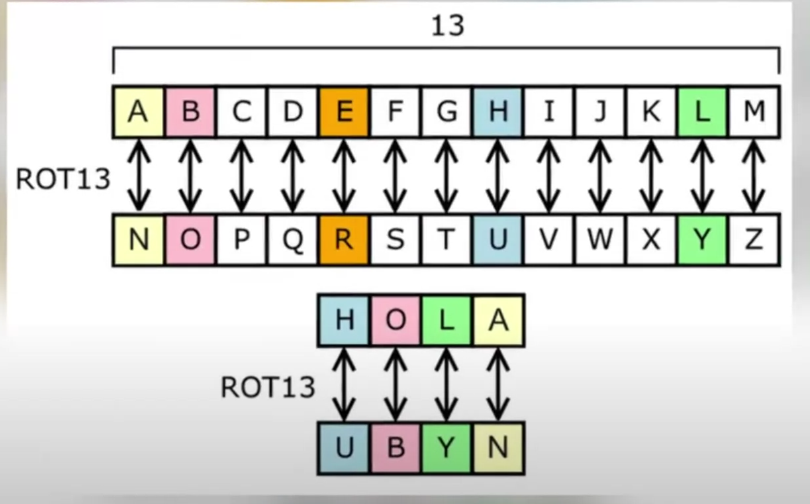 13
A B C D E F G H I J K L M
ROT13
N O P Q R S T U V W X Y Z
H O L A
ROT13
U B Y N